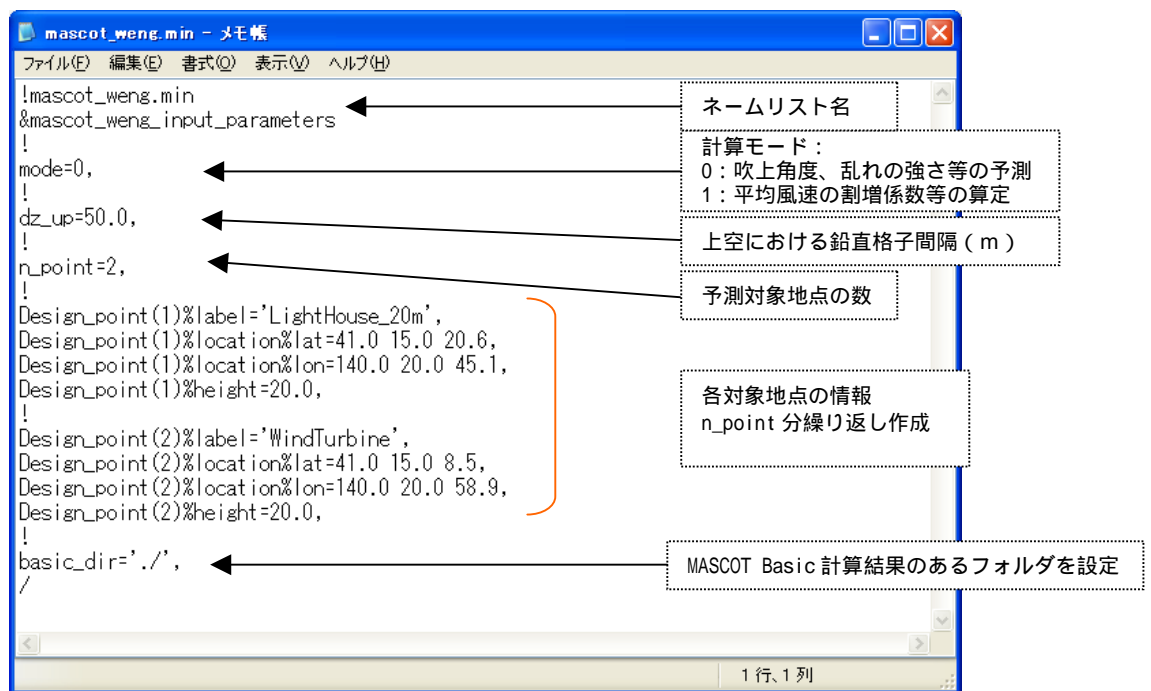 mascot_weng.min - メモ帳
ファイル(F) 編集(E) 書式(O) 表示(V) ヘルプ(H)
!mascot_weng.min
&mascot_weng_input_parameters
!
mode=0,
!
dz_up=50.0,
!
n_point=2,
!
Design_point(1)%label='LightHouse_20m',
Design_point(1)%location%lat=41.0 15.0 20.6,
Design_point(1)%location%lon=140.0 20.0 45.1,
Design_point(1)%height=20.0,
!
Design_point(2)%label='WindTurbine',
Design_point(2)%location%lat=41.0 15.0 8.5,
Design_point(2)%location%lon=140.0 20.0 58.9,
Design_point(2)%height=20.0,
!
basic_dir='./',
/
ネームリスト名
計算モード：
0：吹上角度、乱れの強さ等の予測
1：平均風速の割増係数等の算定
上空における鉛直格子間隔（m）
予測対象地点の数
各対象地点の情報
n_point 分繰り返し作成
MASCOT Basic 計算結果のあるフォルダを設定
1 行、1 列